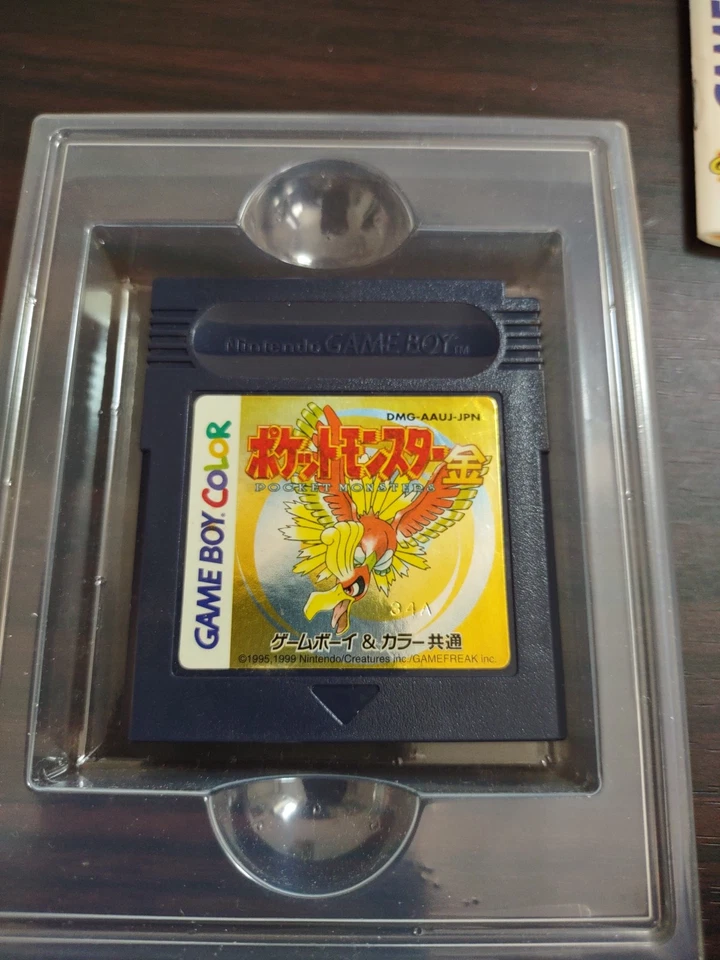 Nintendo GAME BOY TM
DMG-AAUJ-JPN
GAME BOY COLOR
ポケットモンスター金
POCKET MONSTERS
34A
ゲームボーイ & カラー共通
©1995,1999 Nintendo/Creatures inc./GAMEFREAK inc.